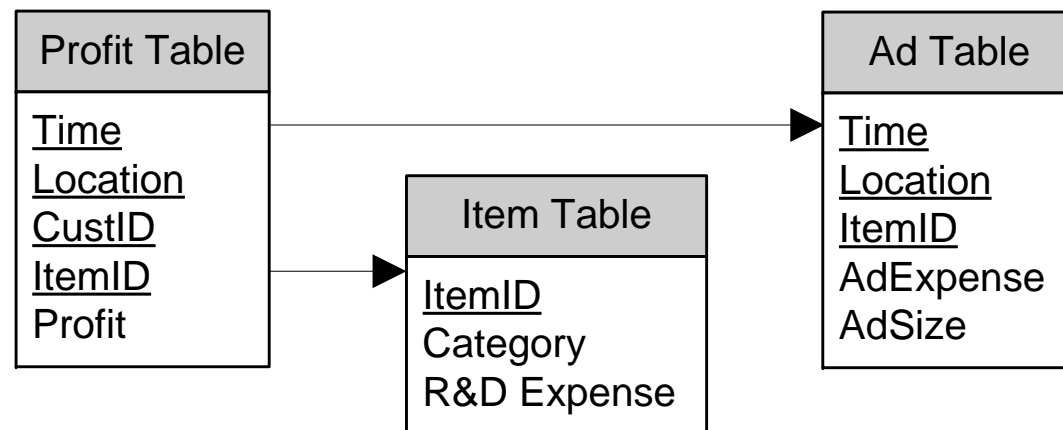 Profit Table
Time
Location
CustID
ItemID
Profit
Item Table
ItemID
Category
R&D Expense
Ad Table
Time
Location
ItemID
AdExpense
AdSize